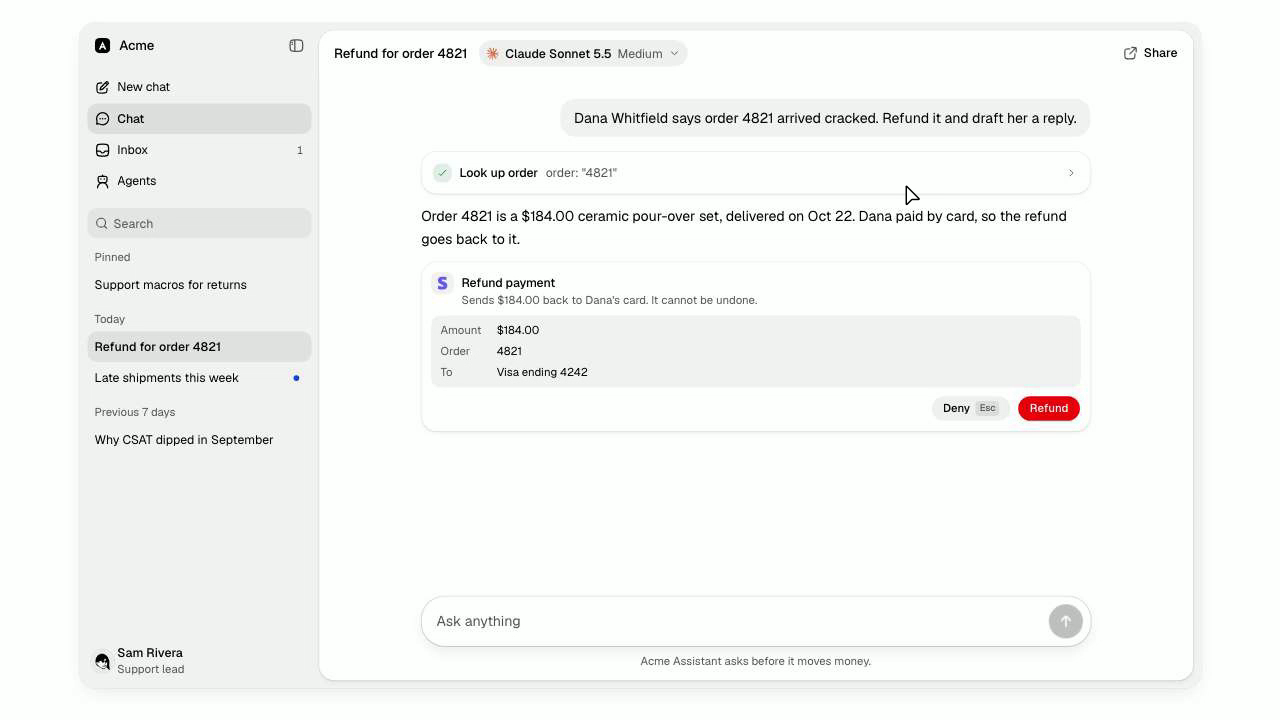 Acme
New chat
Chat
Inbox 1
Agents
Search
Pinned
Support macros for returns
Today
Refund for order 4821
Late shipments this week
Previous 7 days
Why CSAT dipped in September
Sam Rivera
Support lead
Refund for order 4821 Claude Sonnet 5.5 Medium Share
Dana Whitfield says order 4821 arrived cracked. Refund it and draft her a reply.
Look up order order: "4821"
Order 4821 is a $184.00 ceramic pour-over set, delivered on Oct 22. Dana paid by card, so the refund
goes back to it.
Refund payment
Sends $184.00 back to Dana's card. It cannot be undone.
Amount $184.00
Order 4821
To Visa ending 4242
Deny Esc Refund
Ask anything
Acme Assistant asks before it moves money.